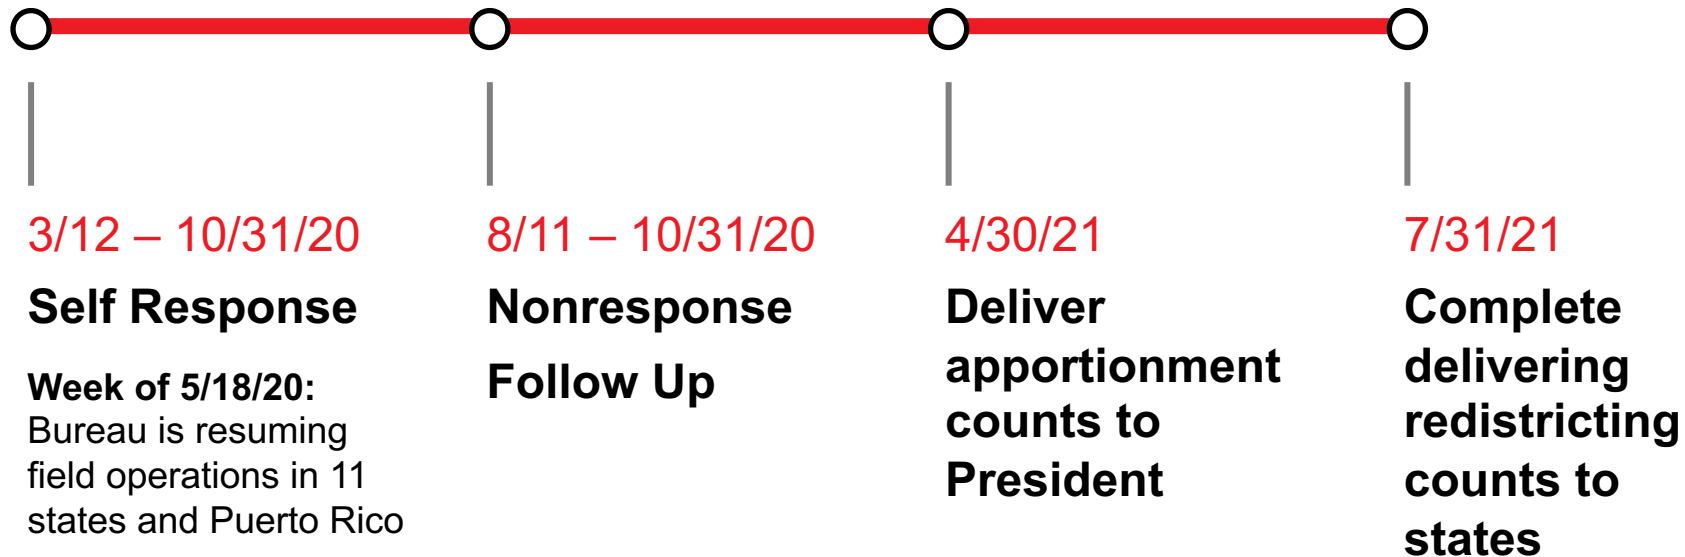 3/12 – 10/31/20
Self Response
Week of 5/18/20:
Bureau is resuming
field operations in 11
states and Puerto Rico
8/11 – 10/31/20
Nonresponse
Follow Up
4/30/21
Deliver
apportionment
counts to
President
7/31/21
Complete
delivering
redistricting
counts to
states